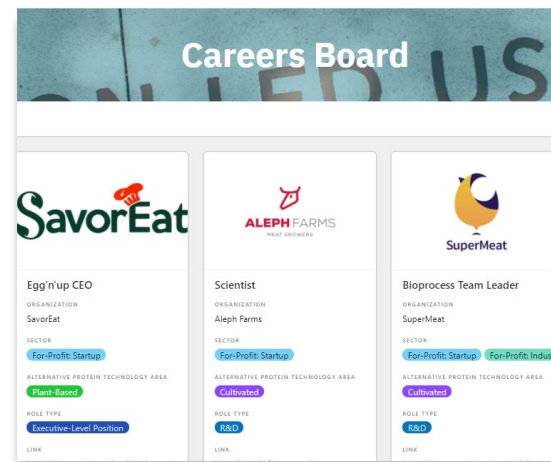 Careers Board
SavorEat
ALEPH FARMS
MEAT GROWERS
SuperMeat
Egg'n'up CEO
ORGANIZATION
SavorEat
SECTOR
For-Profit: Startup
ALTERNATIVE PROTEIN TECHNOLOGY AREA
Plant-Based
ROLE TYPE
Executive-Level Position
LINK
Scientist
ORGANIZATION
Aleph Farms
SECTOR
For-Profit: Startup
ALTERNATIVE PROTEIN TECHNOLOGY AREA
Cultivated
ROLE TYPE
R&D
LINK
Bioprocess Team Leader
ORGANIZATION
SuperMeat
SECTOR
For-Profit: Startup For-Profit: Indus
ALTERNATIVE PROTEIN TECHNOLOGY AREA
Cultivated
ROLE TYPE
R&D
LINK